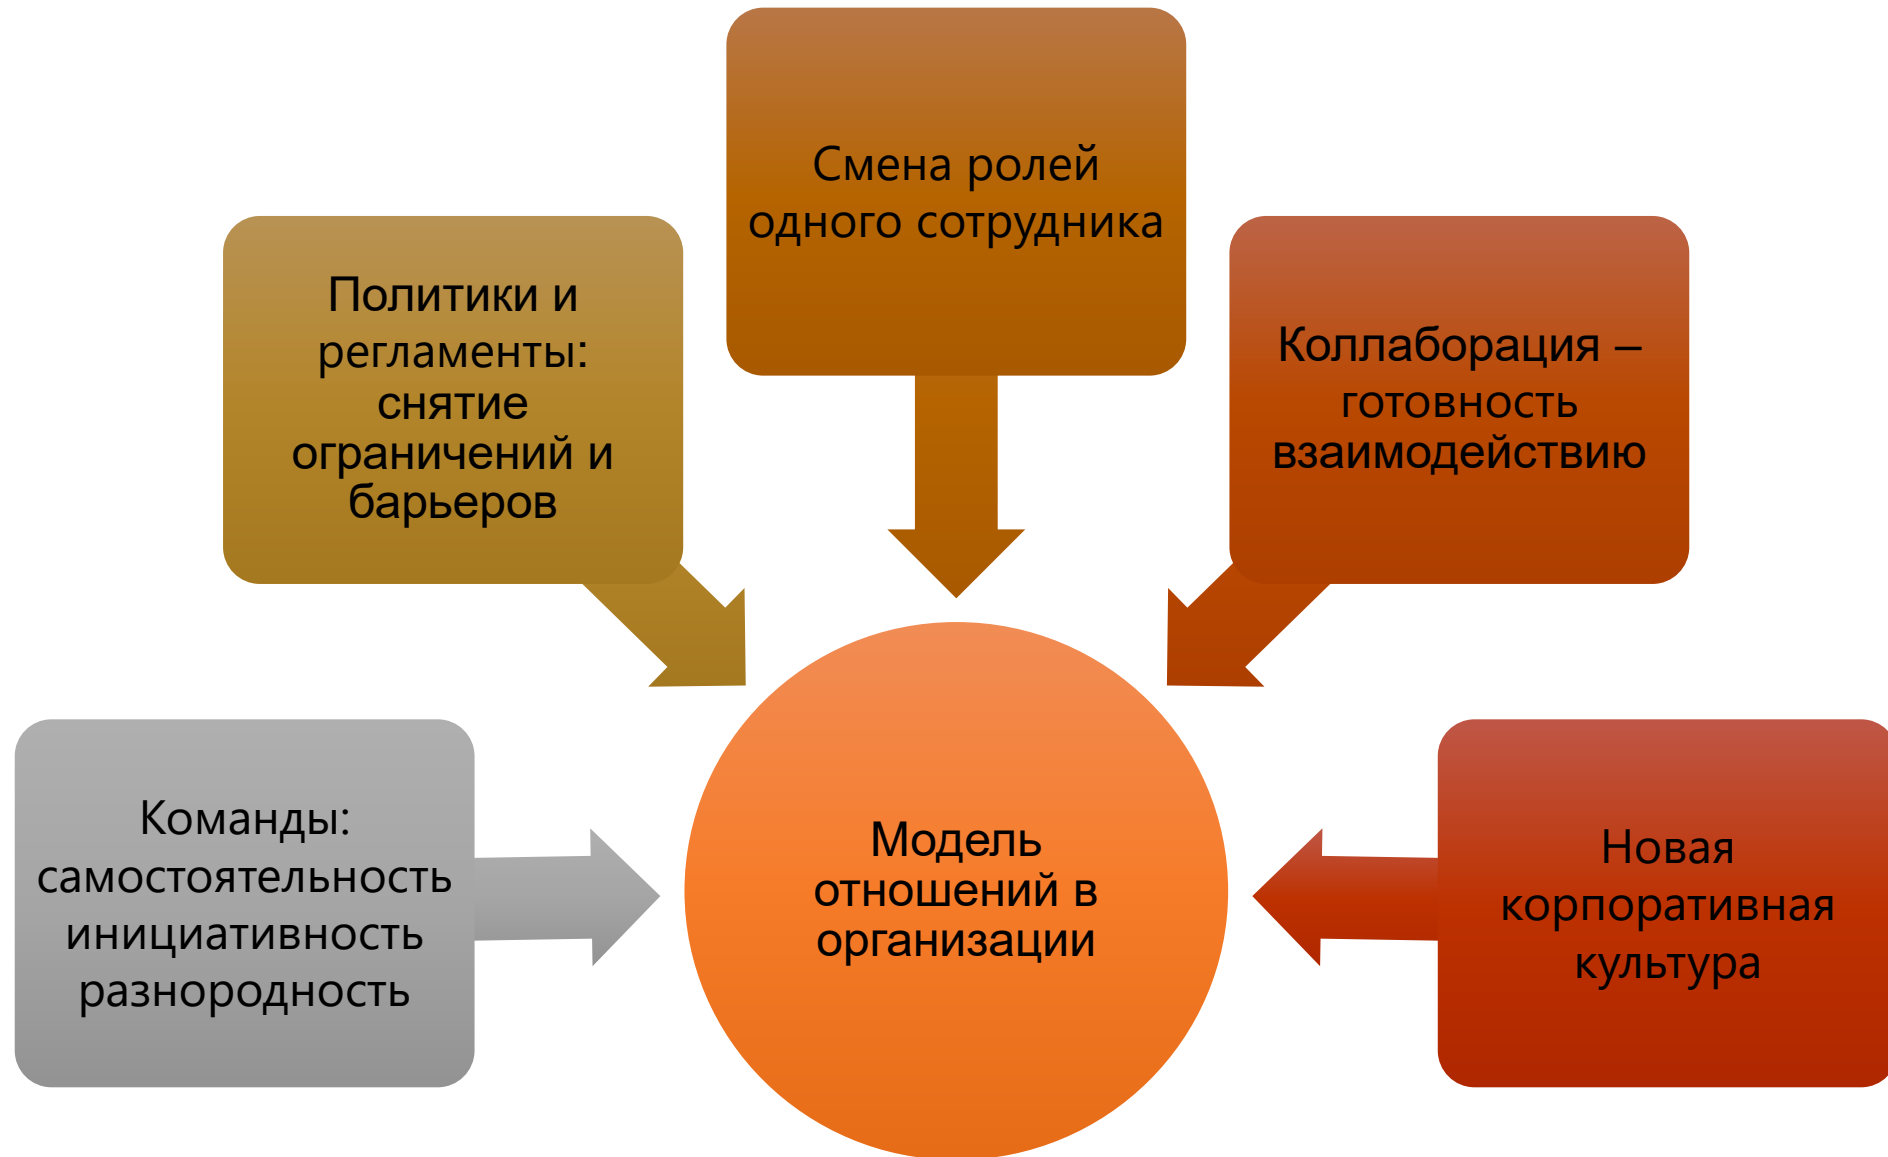 Смена ролей
одного сотрудника
Политики и
регламенты:
снятие
ограничений и
барьеров
Коллаборация –
готовность
взаимодействию
Команды:
самостоятельность
инициативность
разнородность
Модель
отношений в
организации
Новая
корпоративная
культура